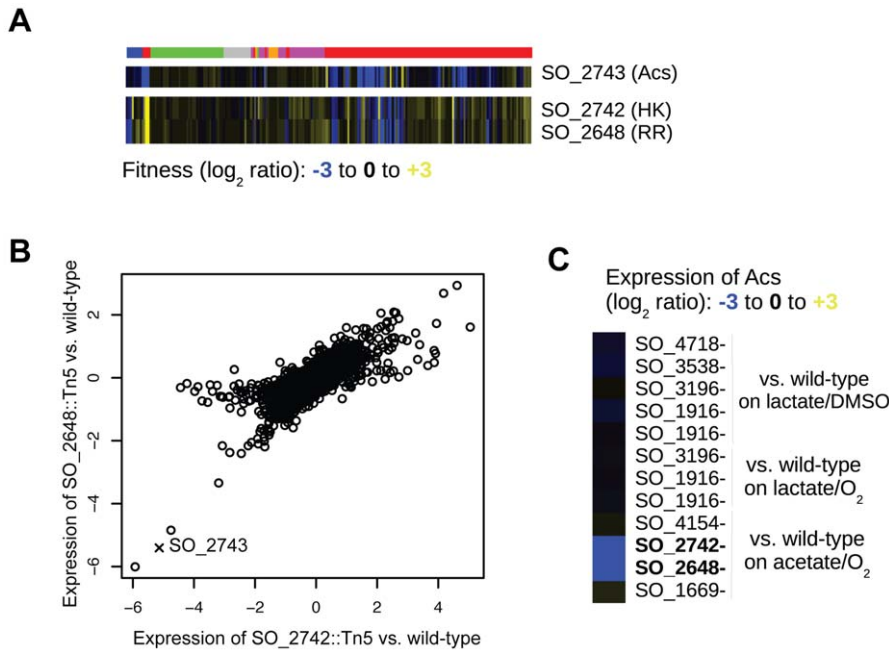 A
SO_2743 (Acs)
SO_2742 (HK)
SO_2648 (RR)
Fitness (log2 ratio): -3 to 0 to +3
B
Expression of SO_2648::Tn5 vs. wild-type
2
0
−2
−4
−6
SO_2743
−6 −4 −2 0 2 4
Expression of SO_2742::Tn5 vs. wild-type
C
Expression of Acs
(log2 ratio): -3 to 0 to +3
SO_4718-
SO_3538-
SO_3196-
SO_1916-
SO_1916-
vs. wild-type
on lactate/DMSO
SO_3196-
SO_1916-
SO_1916-
vs. wild-type
on lactate/O2
SO_4154-
SO_2742-
SO_2648-
SO_1669-
vs. wild-type
on acetate/O2